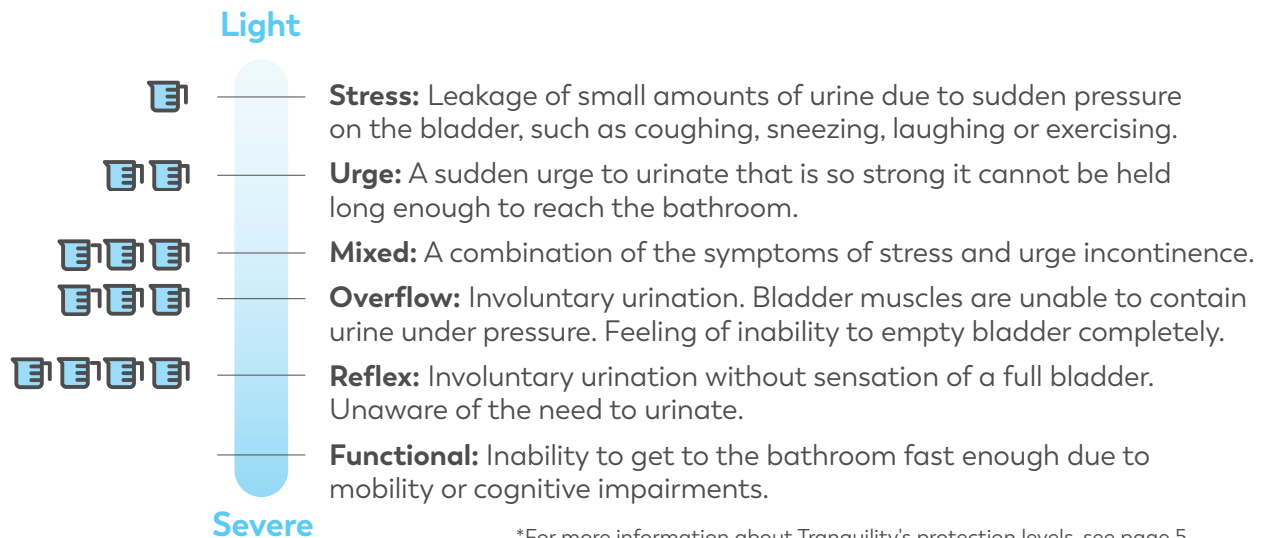 Light
Stress: Leakage of small amounts of urine due to sudden pressure
on the bladder, such as coughing, sneezing, laughing or exercising.
Urge: A sudden urge to urinate that is so strong it cannot be held
long enough to reach the bathroom.
Mixed: A combination of the symptoms of stress and urge incontinence.
Overflow: Involuntary urination. Bladder muscles are unable to contain
urine under pressure. Feeling of inability to empty bladder completely.
Reflex: Involuntary urination without sensation of a full bladder.
Unaware of the need to urinate.
Functional: Inability to get to the bathroom fast enough due to
mobility or cognitive impairments.
Severe
*For more information about Tranquility's protection levels, see page 5